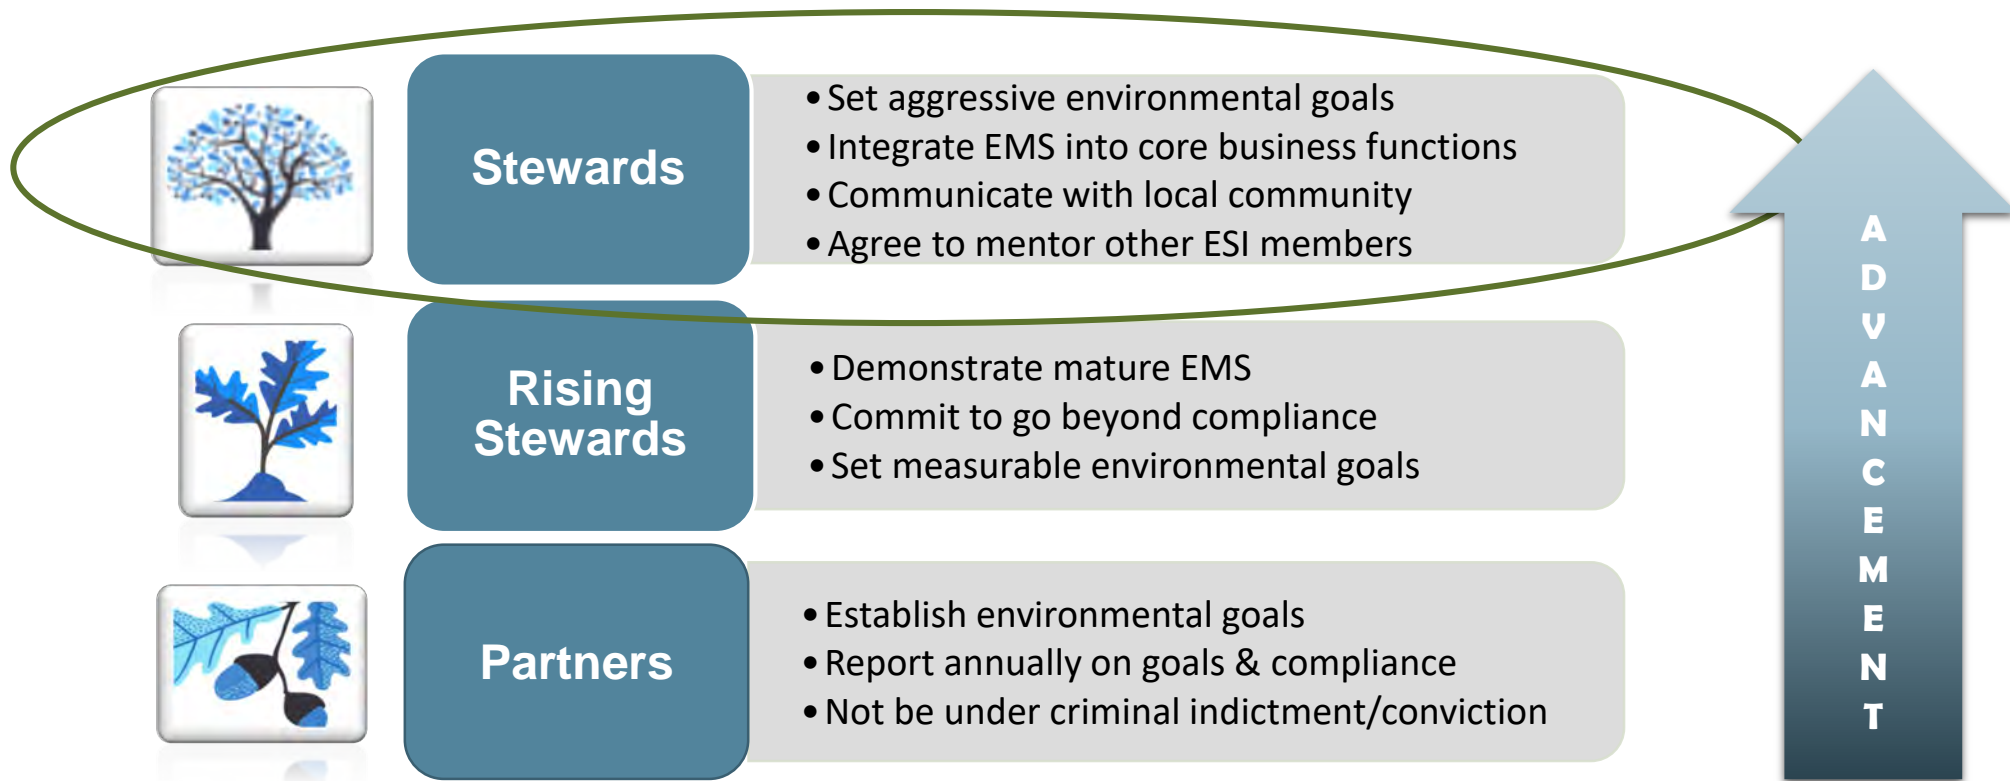 Stewards
• Set aggressive environmental goals
• Integrate EMS into core business functions
• Communicate with local community
• Agree to mentor other ESI members
Rising
Stewards
• Demonstrate mature EMS
• Commit to go beyond compliance
• Set measurable environmental goals
Partners
• Establish environmental goals
• Report annually on goals & compliance
• Not be under criminal indictment/conviction
ADVANCEMENT